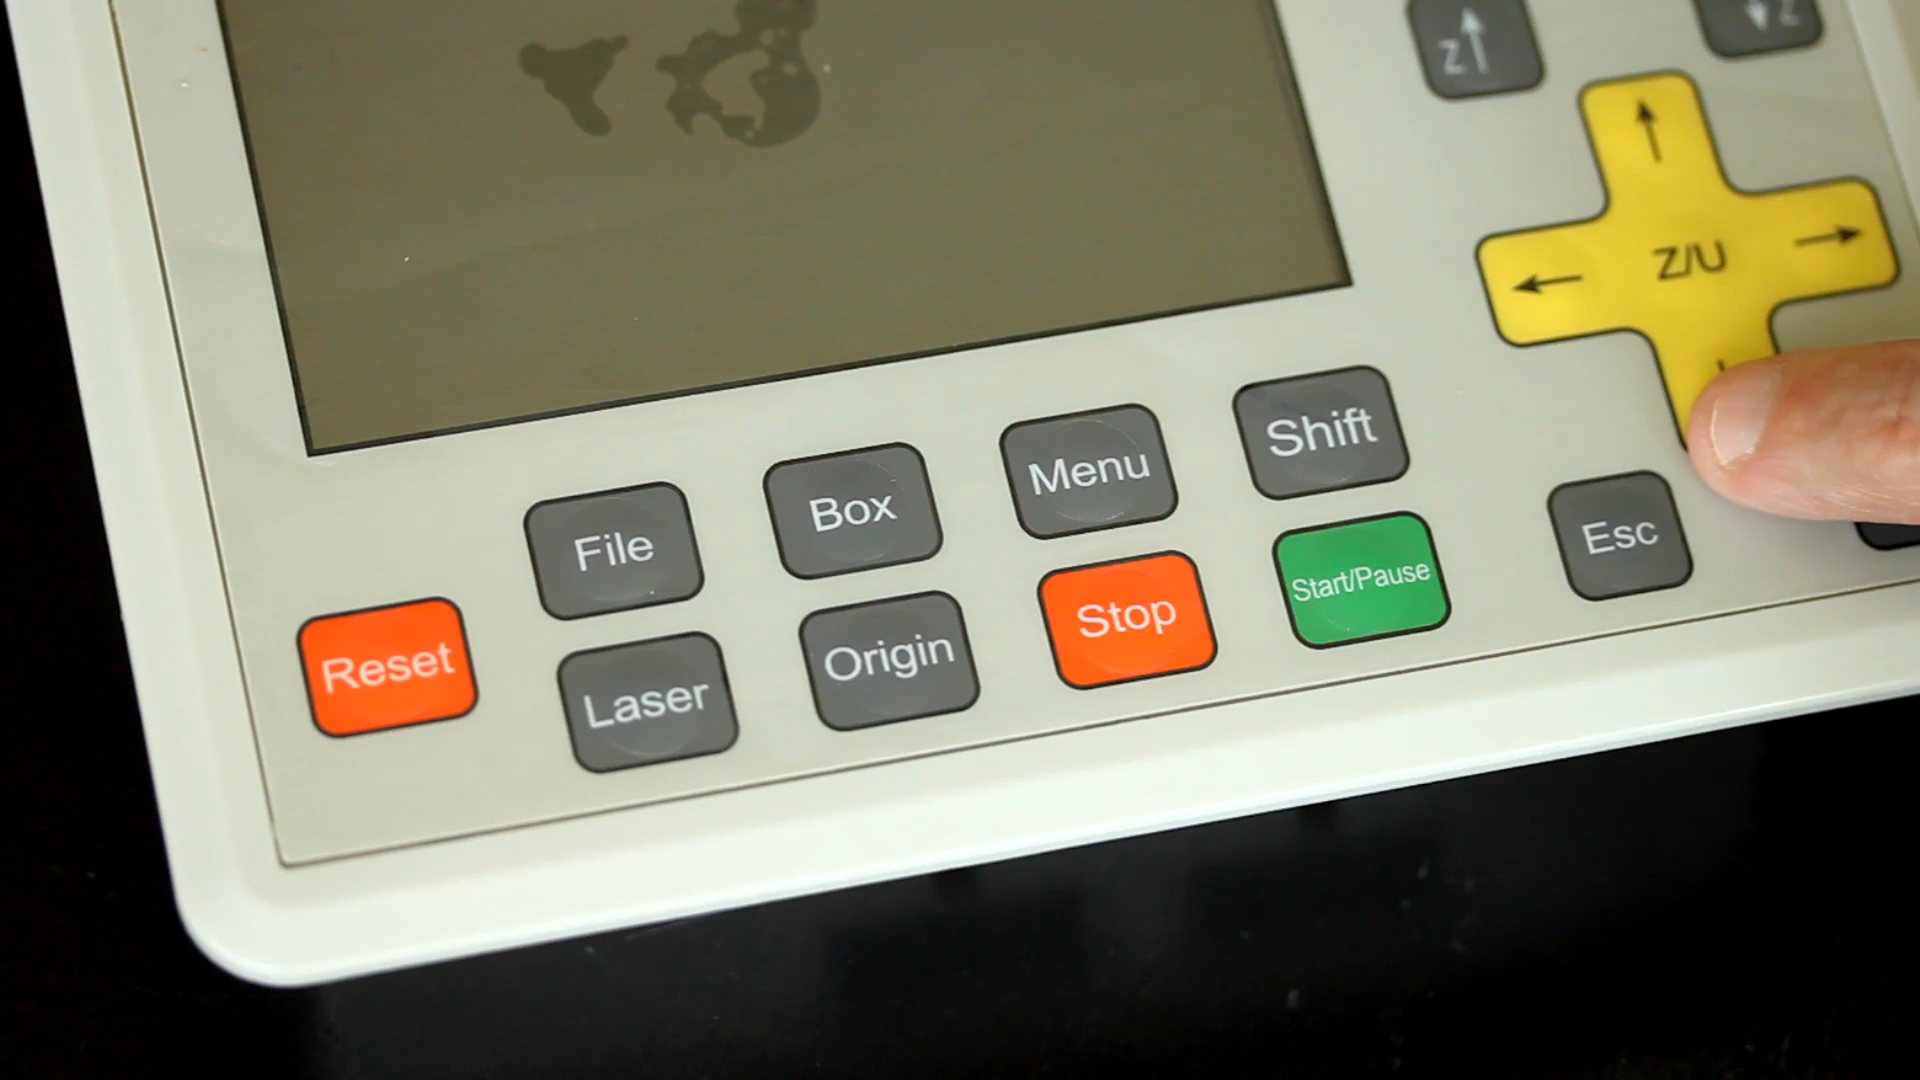 Z
Z
Z/U
Shift
Menu
Box
File
Esc
Start/Pause
Stop
Origin
Laser
Reset